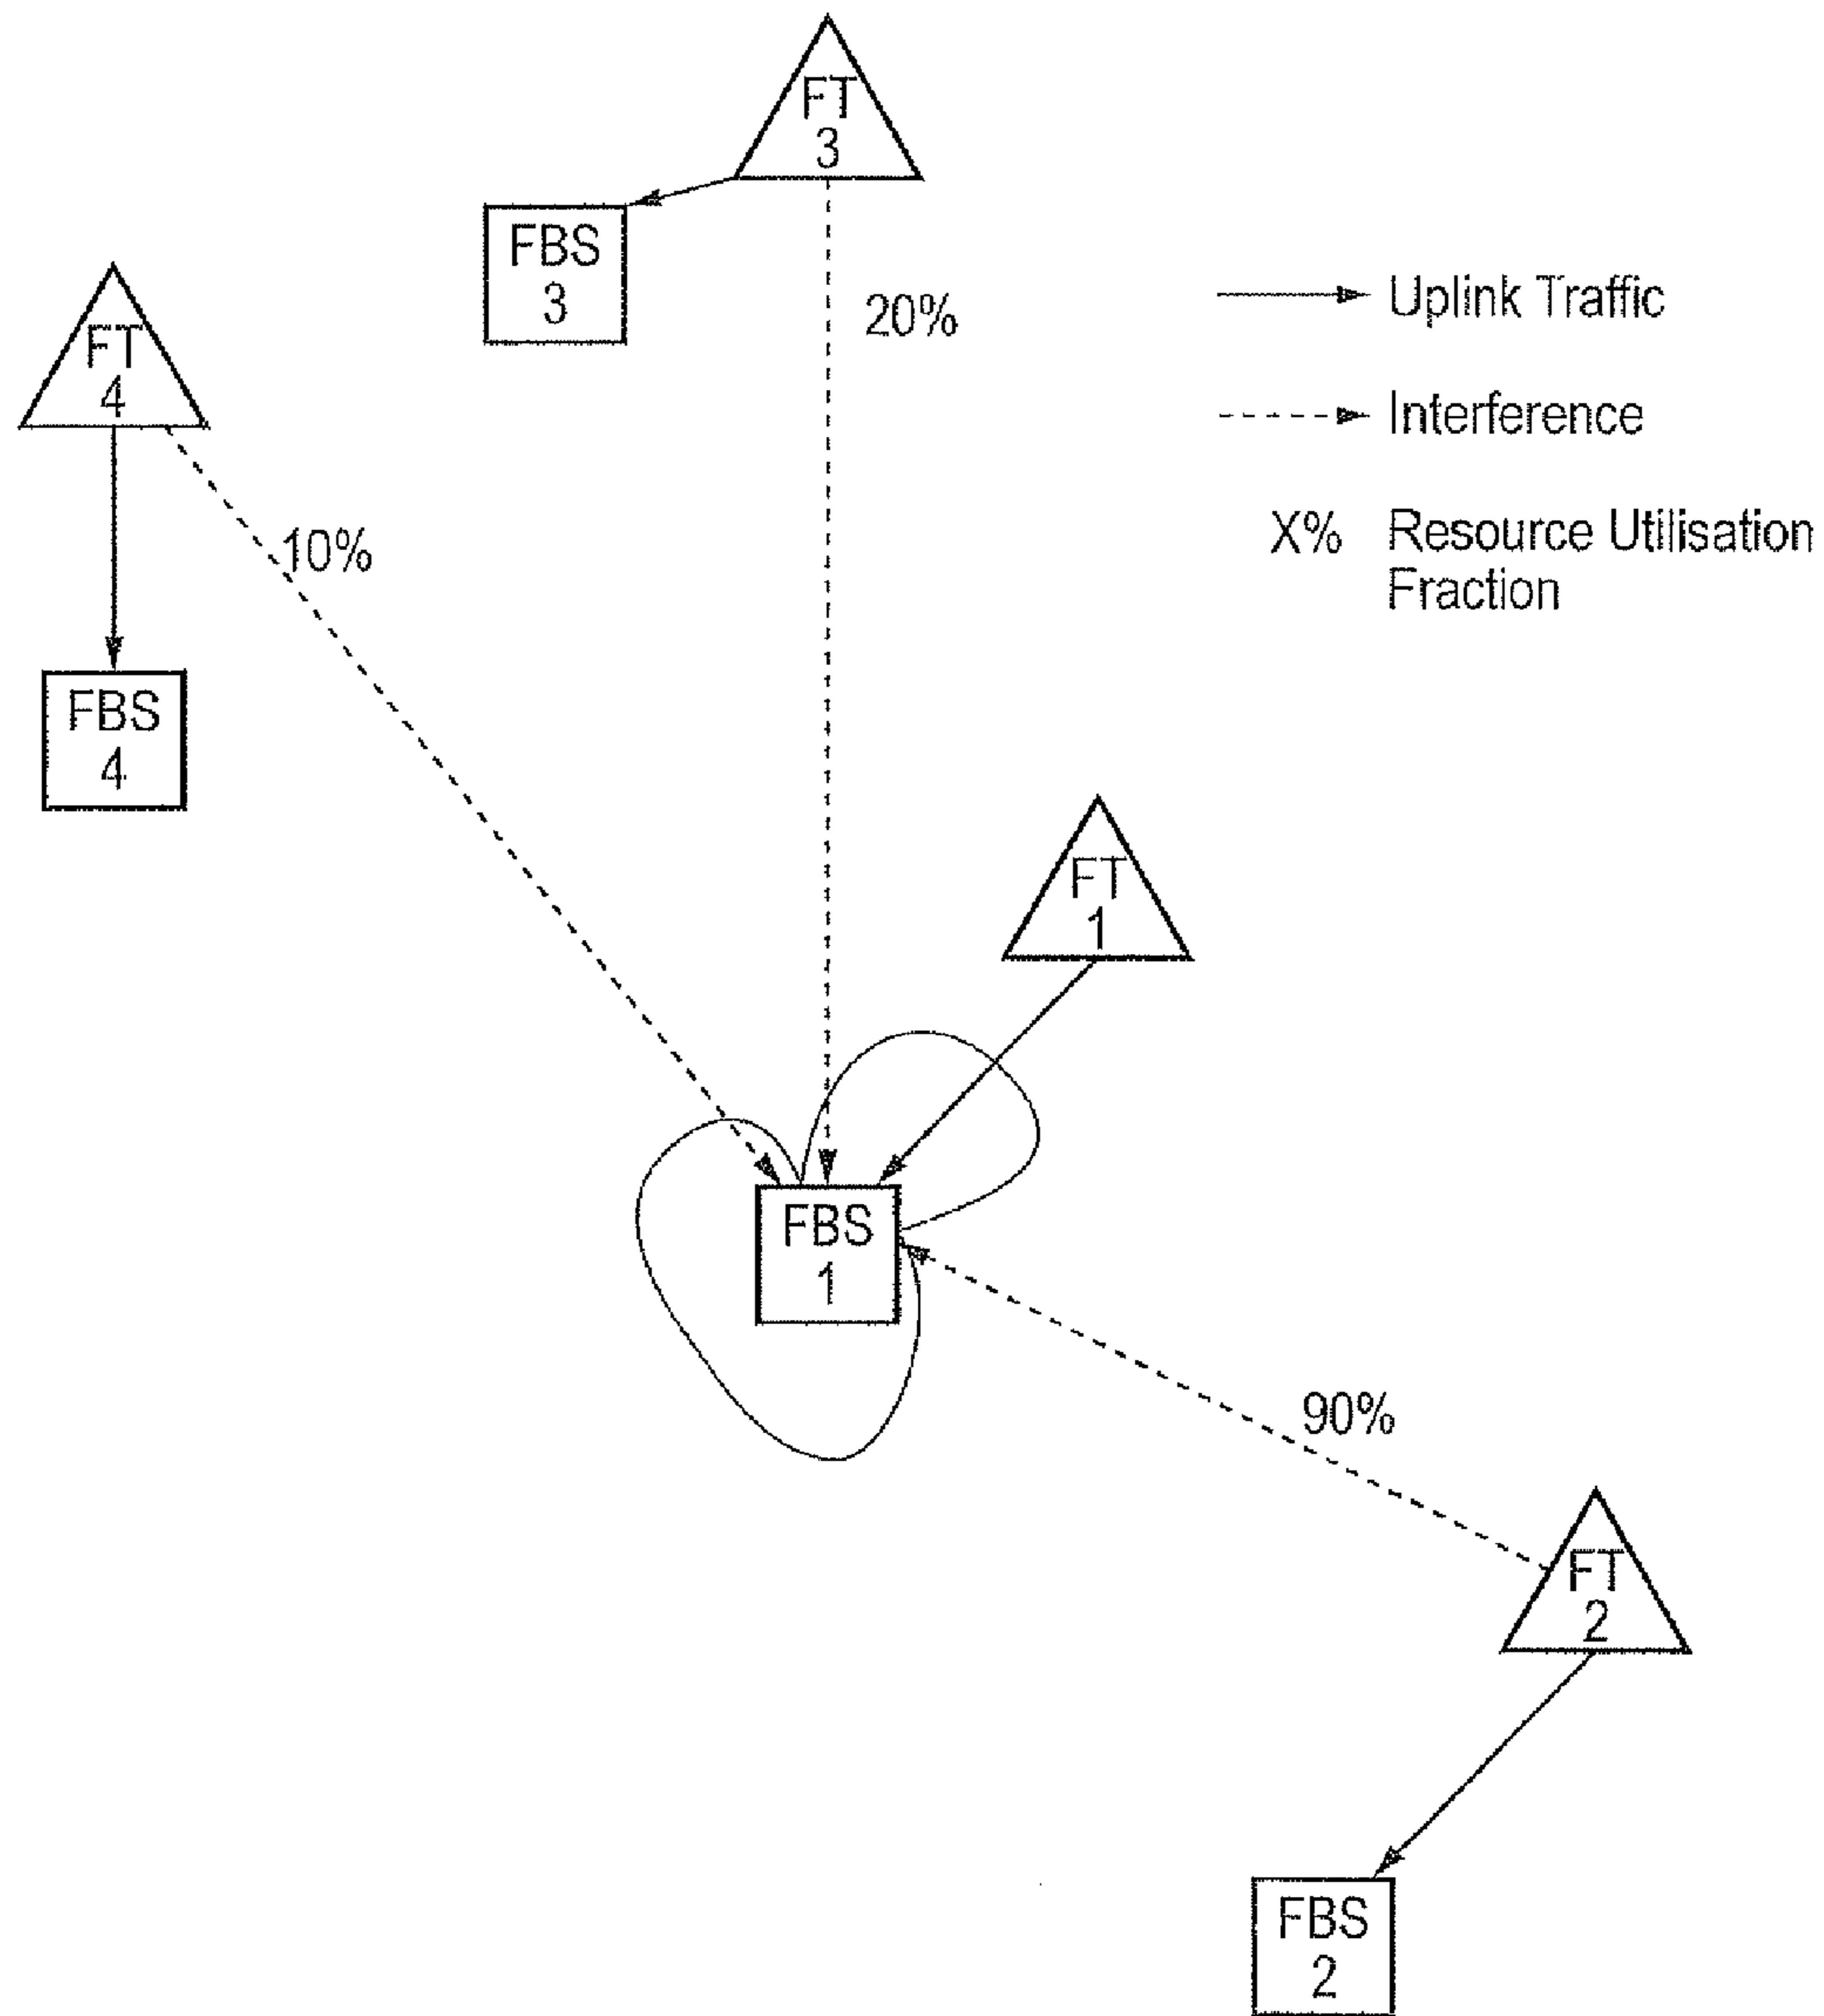 FT
3
FBS
3
20%
FT
4
10%
FBS
4
Uplink Traffic
Interference
X% Resource Utilisation
Fraction
FT
1
FBS
1
90%
FT
2
FBS
2